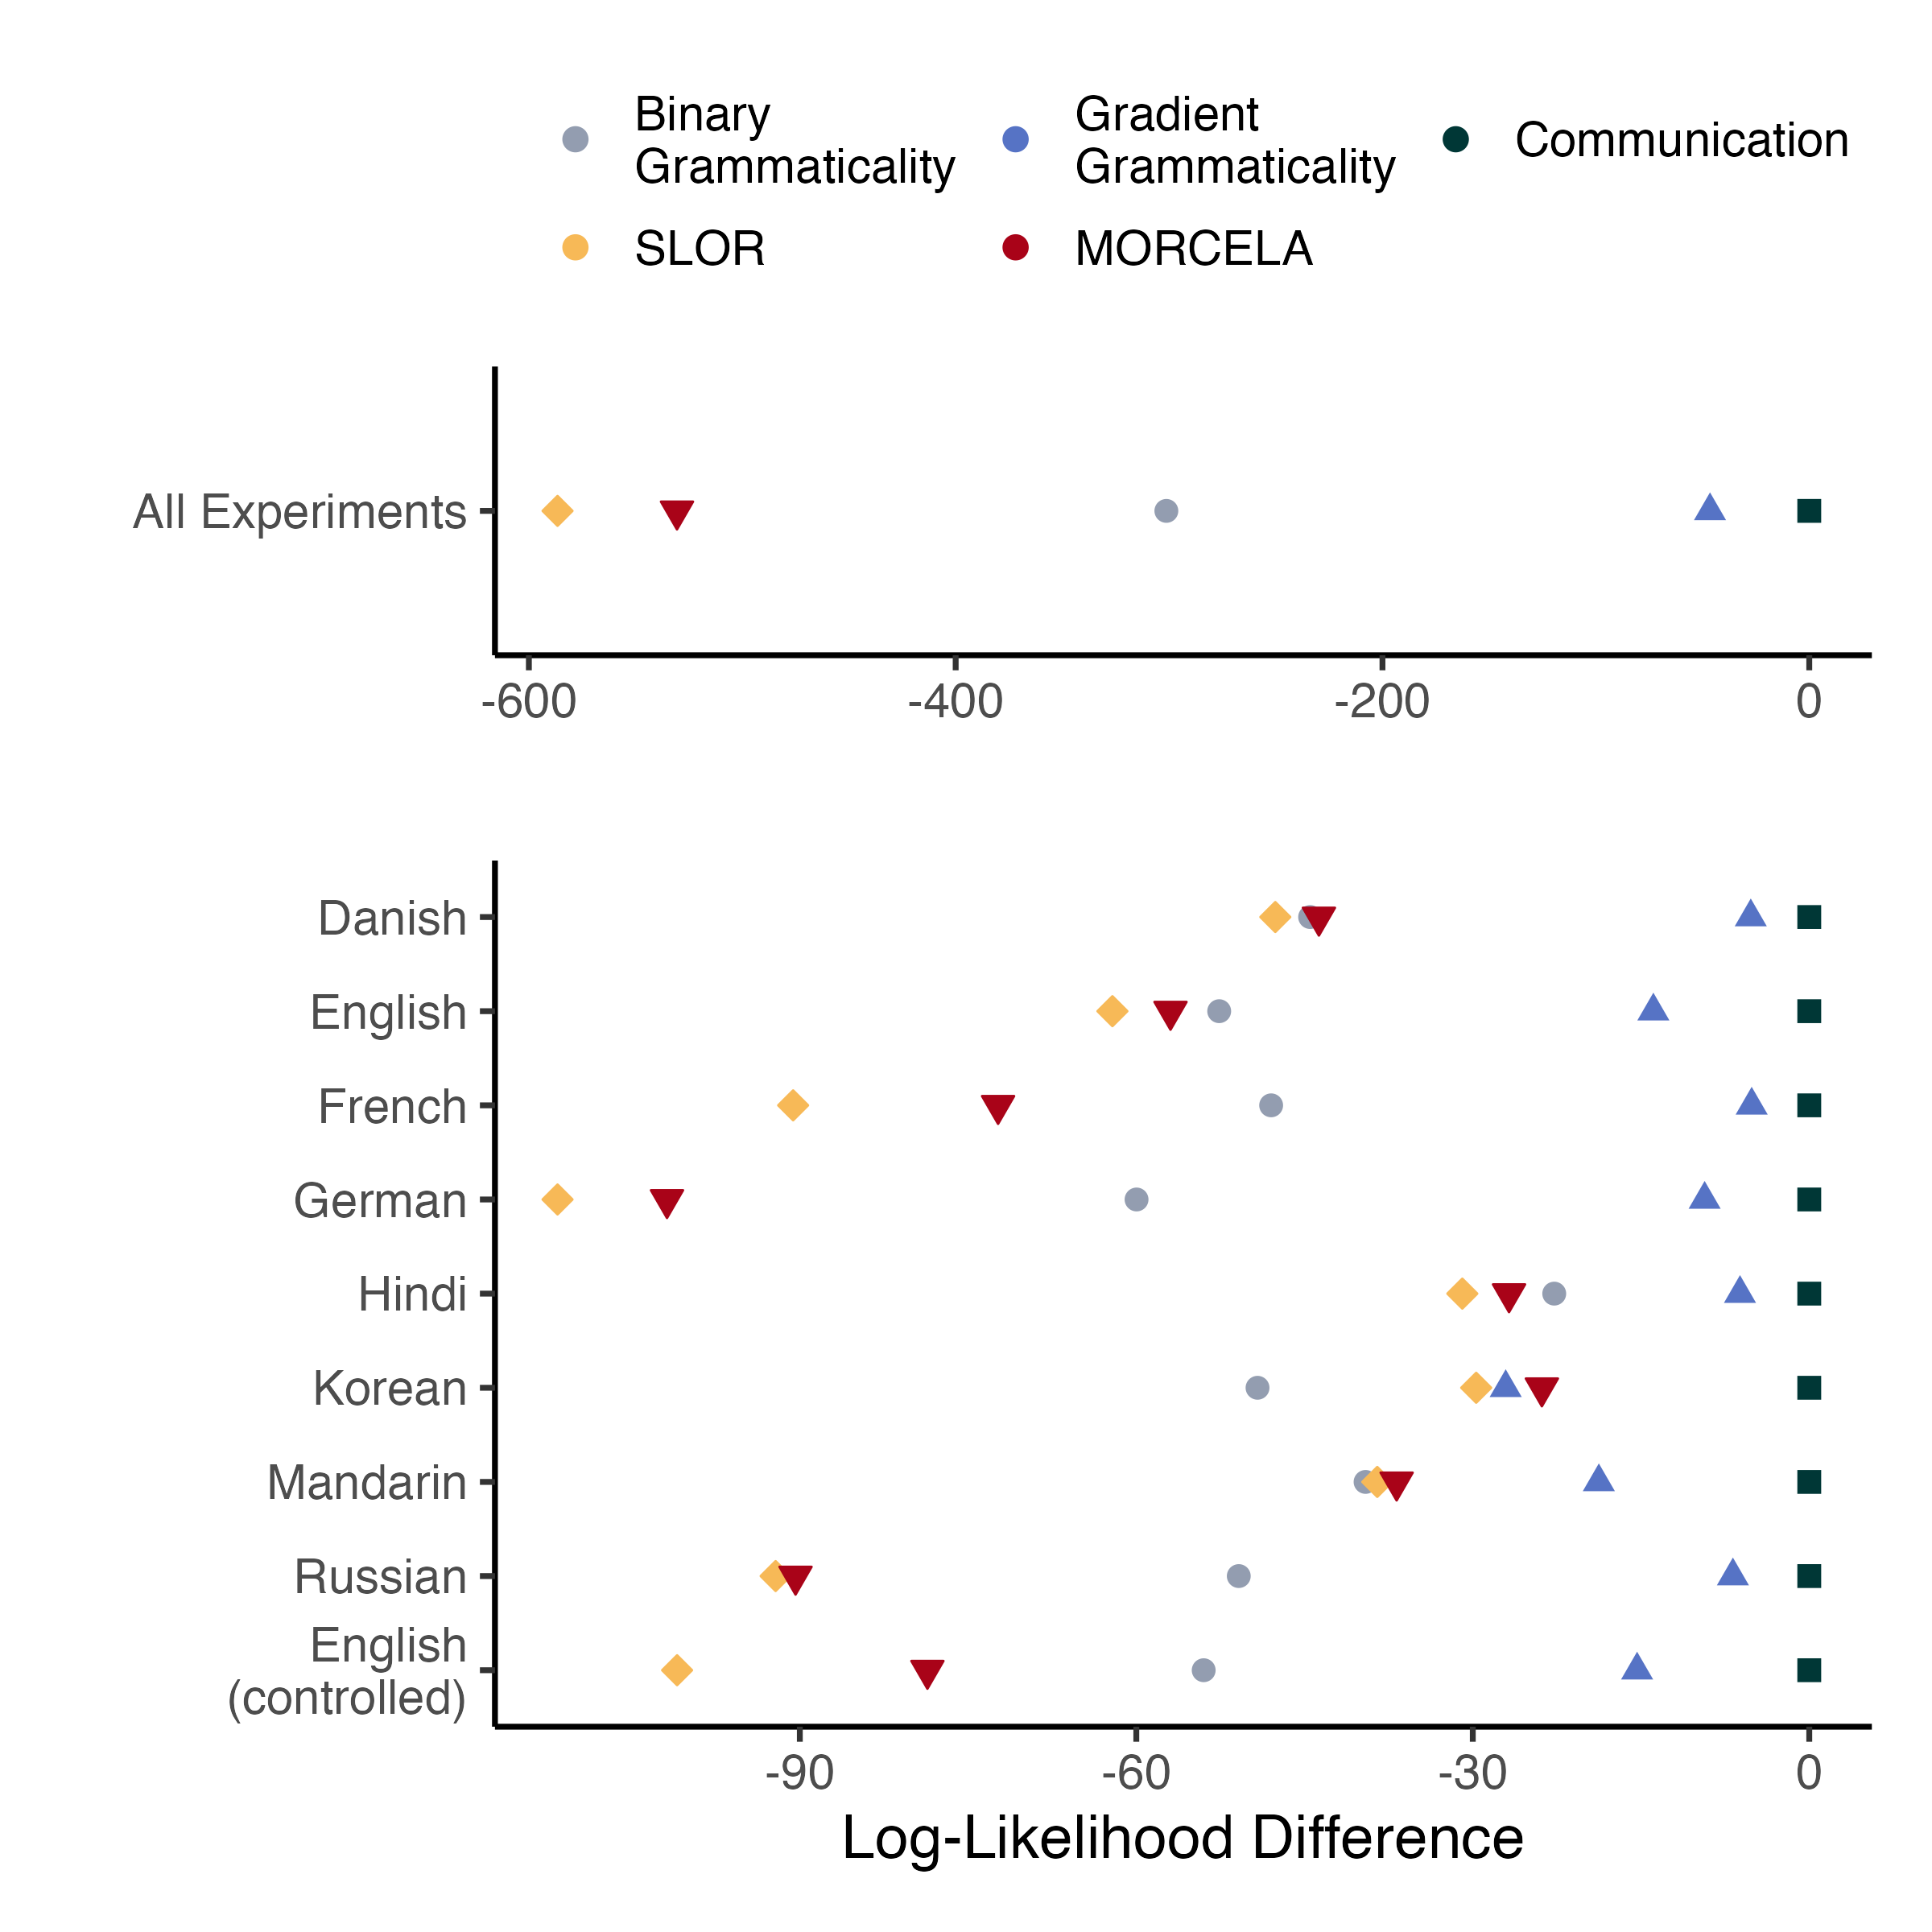 Binary
Grammaticality
Gradient
Grammaticality
Communication
SLOR
MORCELA
All Experiments
-600
-400
-200
0
Danish
English
French
German
Hindi
Korean
Mandarin
Russian
English
(controlled)
-90
-60
-30
0
Log-Likelihood Difference